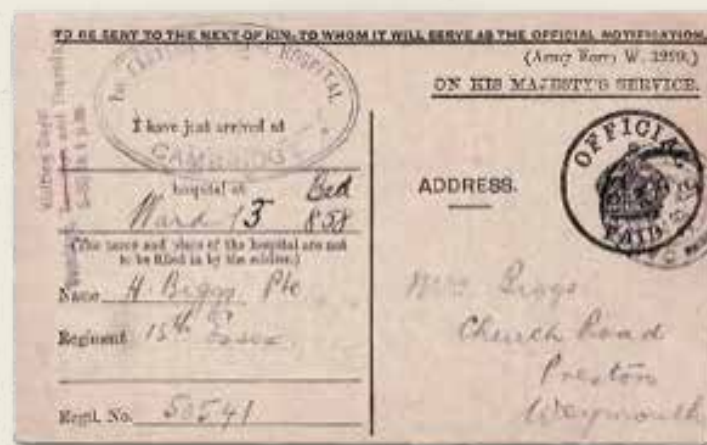 TO BE SENT TO THE NEXT OF KIN, TO WHOM IT WILL SERVE AS THE OFFICIAL NOTIFICATION.
(Army Form W. 
ON HIS MAJESTY'S SERVICE.
HOSPITAL
I have just arrived at
CAMBRIDGE
hospital at Bed
Ward 13 858
(The name and place of the hospital are not
to be filled in by the soldier.)
Name H. Biggs Pte
Regiment 15th Essex
Regtl. No. 50541
Visiting Days
ADDRESS.
OFFICIAL
PAID
Mrs Biggs
Church Road
Preston
Weymouth